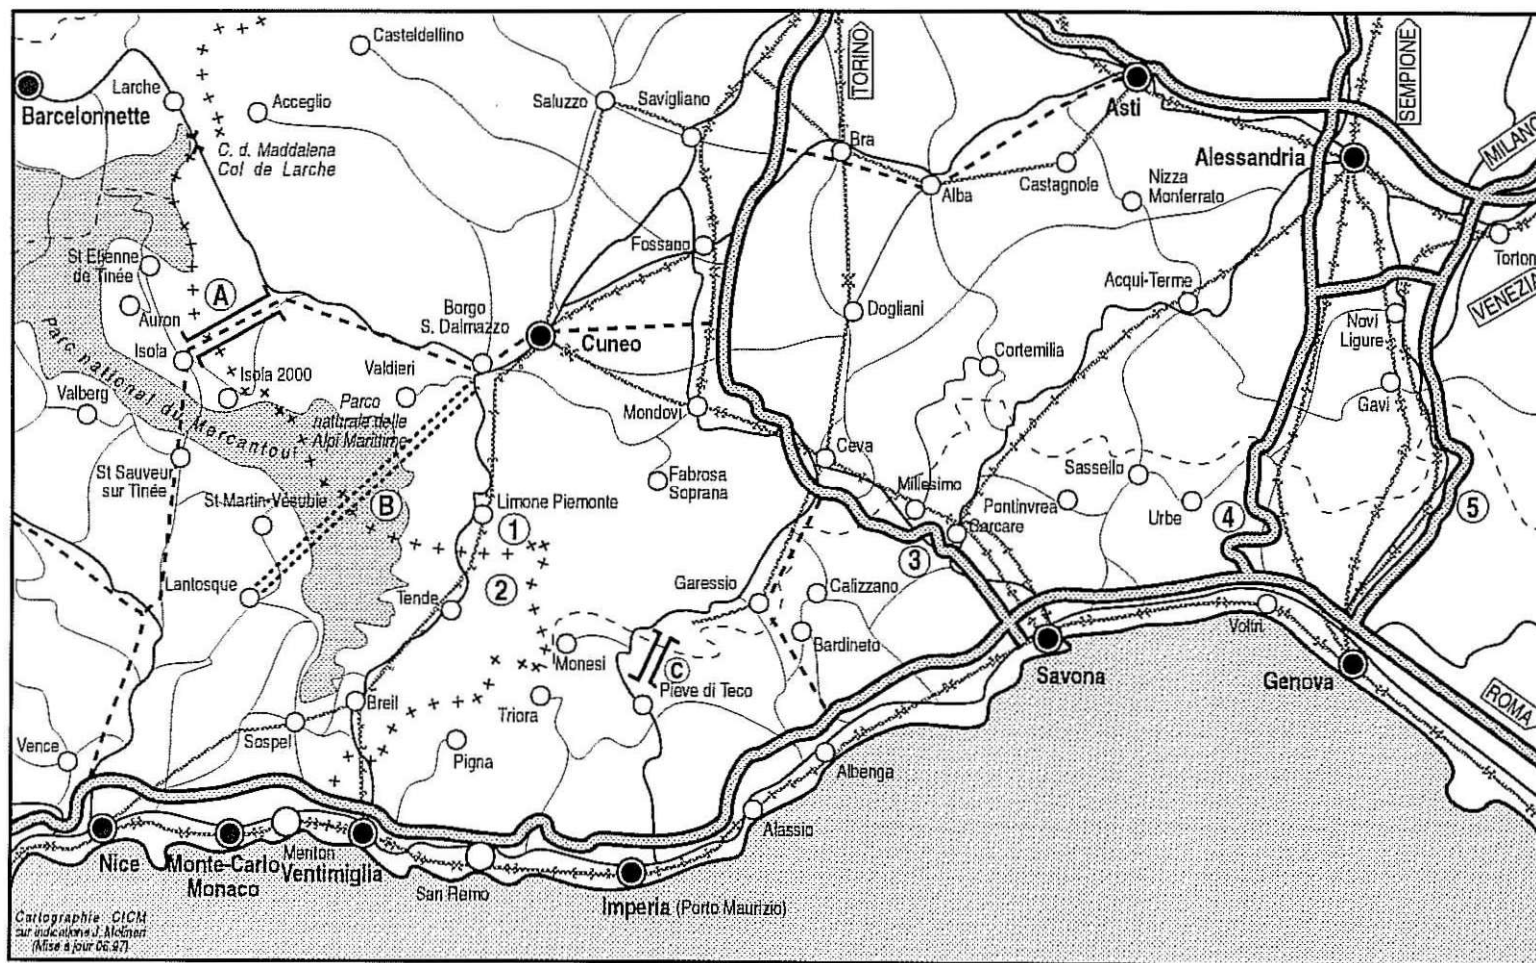 Casteldellino
TORINO
SEMPIONE
Barcelonnette
Larche
Acceglio
Saluzzo
Savigliano
Asti
MILANO
C. d. Maddalena
Col de Larche
Bra
Alessandria
Alba
Castagnole
Nizza
Monferrato
St Etienne
de Tinée
Fossano
Torton
VENEZIA
A
Auron
Isola
Borgo
S. Dalmazzo
Cuneo
Dogliani
Acqui-Terme
Novi
Ligure
Parc national du Mercantour
Isola 2000
Valdieri
Valberg
Parco
naturale delle
Alpi Marittime
Mondovi
Cortemilia
Gavi
St Sauveur
sur Tinée
St Martin-Vésubie
B
Limone Piemonte
1
Fabrosa
Soprana
Ceva
Millesimo
Carcare
Pontinvrea
Sassello
Urbe
4
5
Lantosque
Tende
2
Garessio
3
Calizzano
Bardineto
Monesi
C
Pieve di Teco
Voltri
Savona
Genova
ROMA
Breil
Triora
Sospel
Vence
Pigna
Albenga
Alassio
Nice
Monte-Carlo
Monaco
Menton
Ventimiglia
San Remo
Imperia (Porto Maurizio)
Cartographie CICM
sur indications J. Molineri
(Mise à jour 06.97)